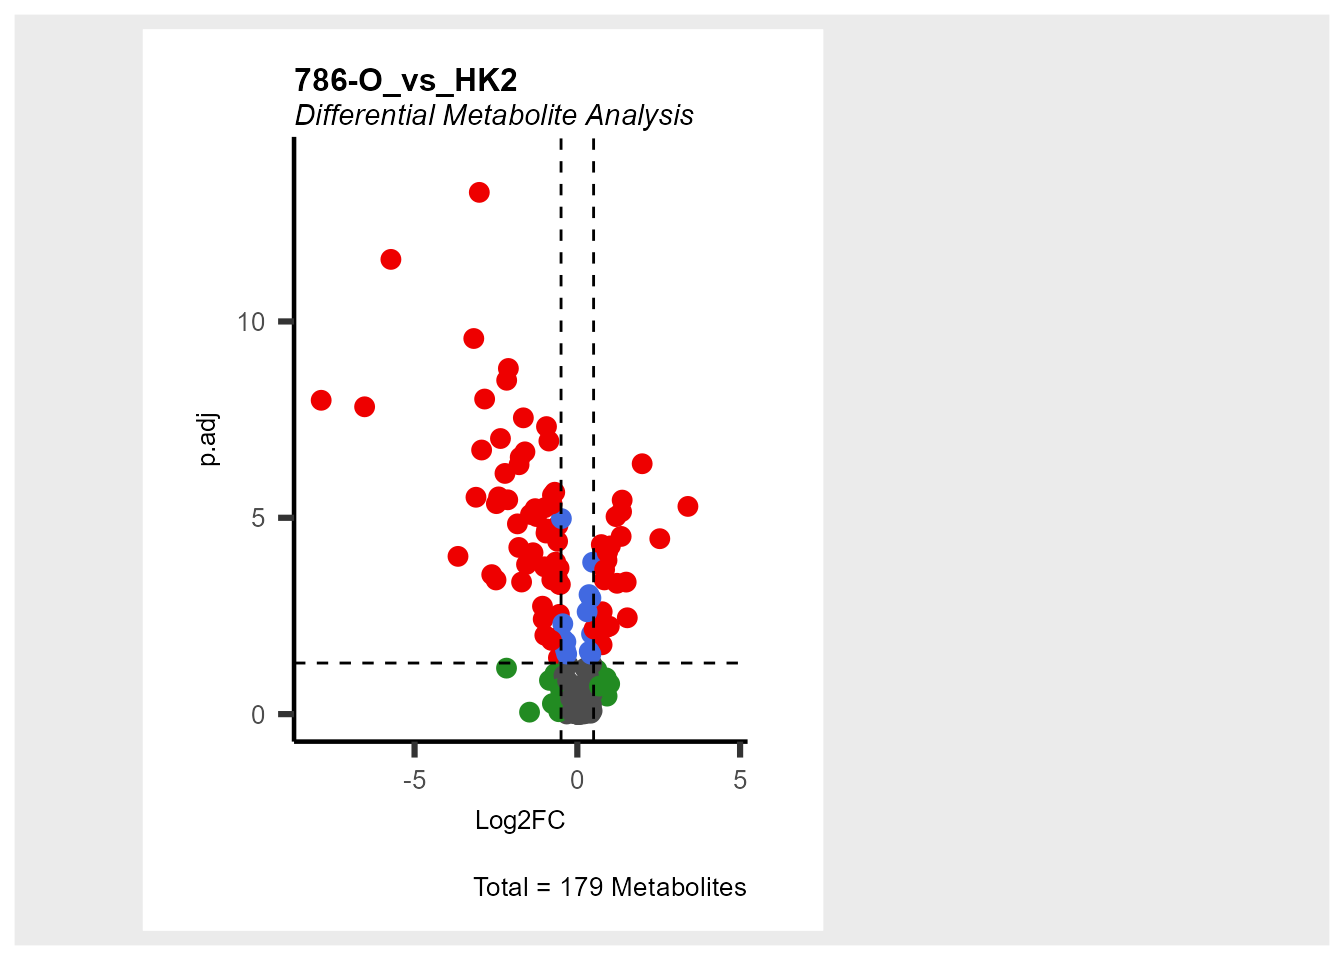 786-O_vs_HK2
Differential Metabolite Analysis
10
5
0
p.adj
-5
0
5
Log2FC
Total = 179 Metabolites